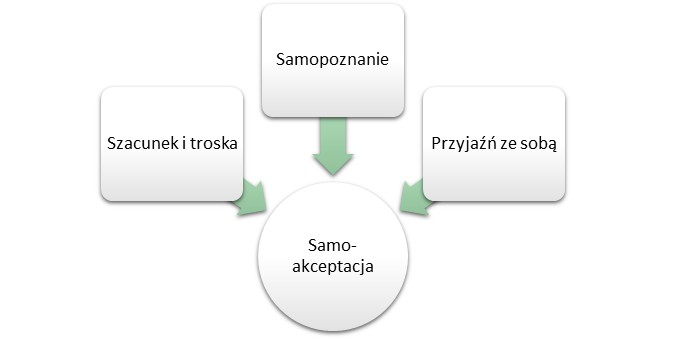 Samopoznanie
Szacunek i troska
Przyjaźń ze sobą
Samo-
akceptacja